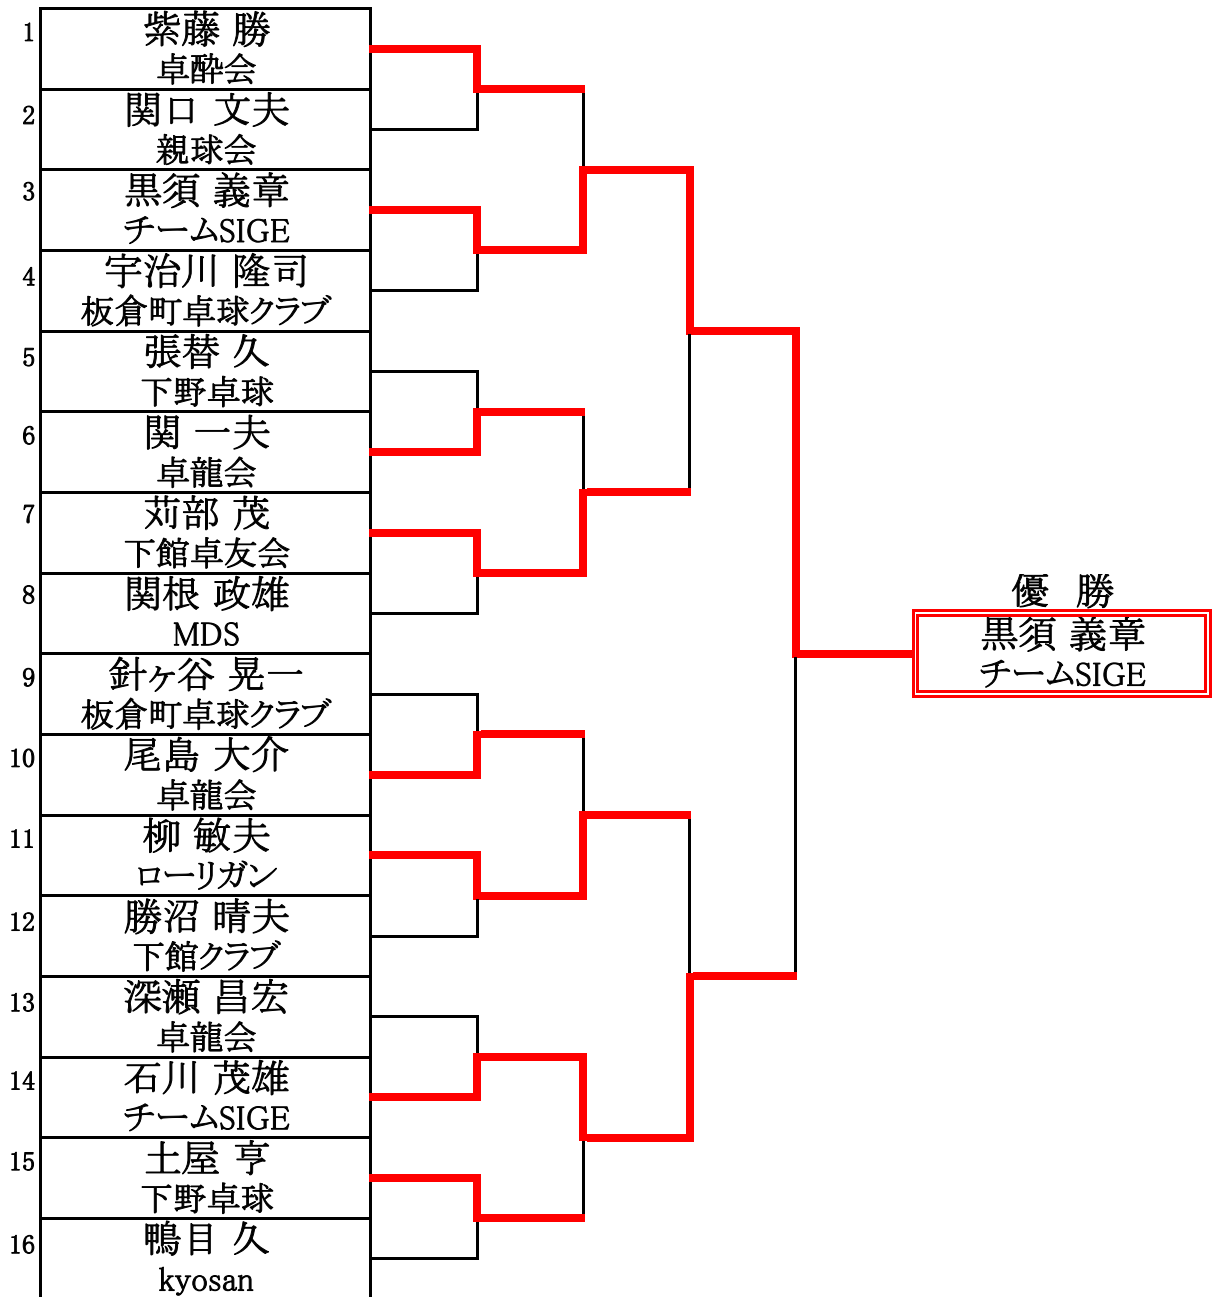 1
紫藤 勝
卓酔会
2
関口 文夫
親球会
3
黒須 義章
チームSIGE
4
宇治川 隆司
板倉町卓球クラブ
5
張替 久
下野卓球
6
関 一夫
卓龍会
7
苅部 茂
下館卓友会
8
関根 政雄
MDS
9
針ヶ谷 晃一
板倉町卓球クラブ
10
尾島 大介
卓龍会
11
柳 敏夫
ローリガン
12
勝沼 晴夫
下館クラブ
13
深瀬 昌宏
卓龍会
14
石川 茂雄
チームSIGE
15
土屋 亨
下野卓球
16
鴨目 久
kyosan
優 勝
黒須 義章
チームSIGE